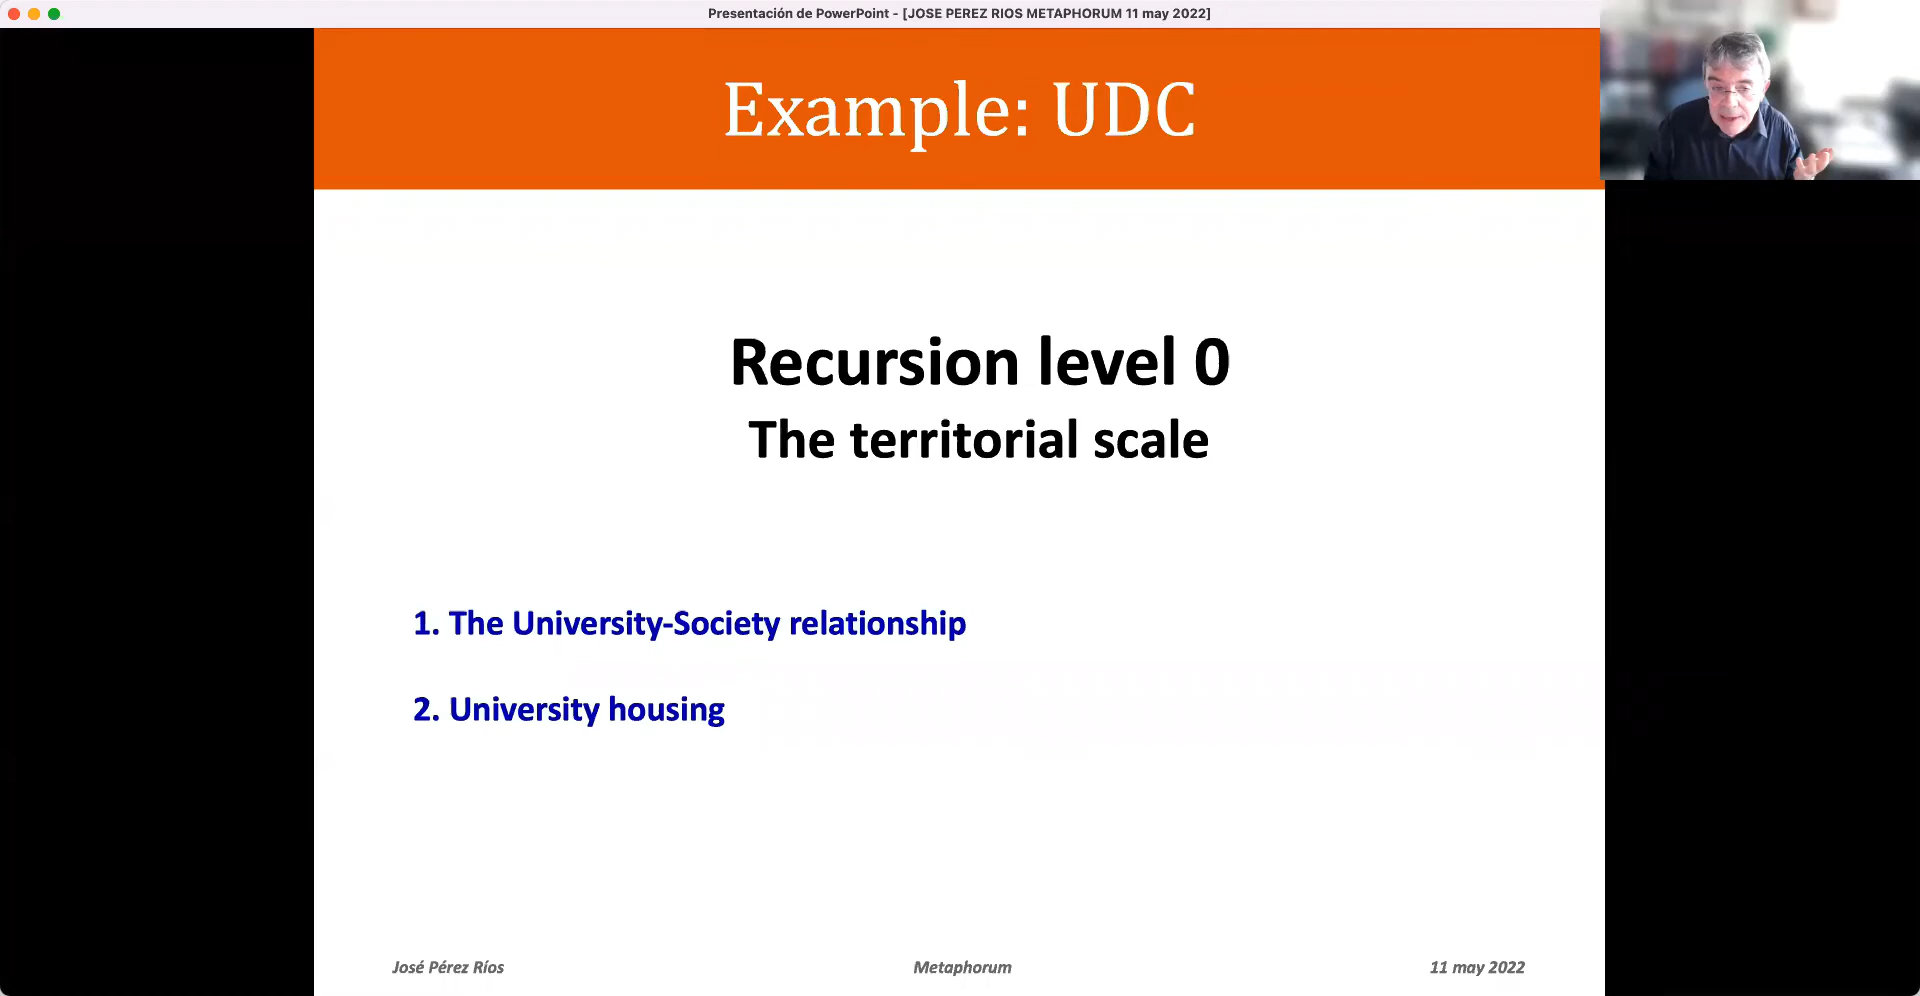 Presentación de PowerPoint - [JOSE PEREZ RIOS METAPHORUM 11 may 2022]
Example: UDC
Recursion level 0
The territorial scale
1. The University-Society relationship
2. University housing
José Pérez Ríos
Metaphorum
11 may 2022